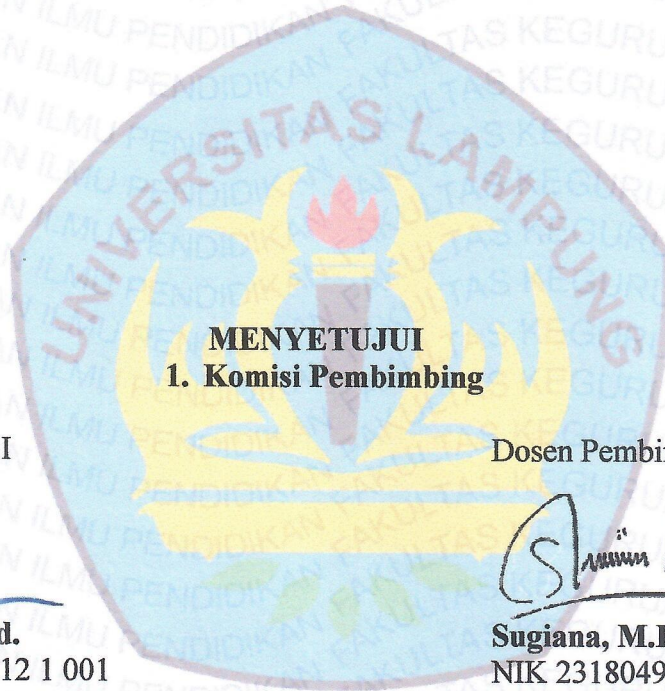 UNIVERSITAS LAMPUNG
MENYETUJUI
1. Komisi Pembimbing
I
Dosen Pembi
d.
12 1 001
Sugiana, M.
NIK 2318049